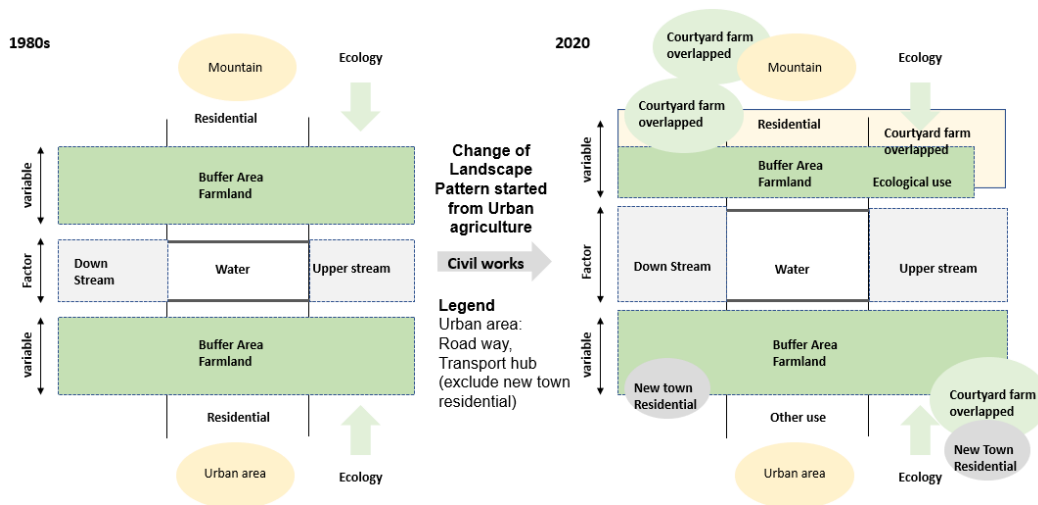 1980s
Mountain
Ecology
Residential
variable
Buffer Area
Farmland
Factor
Down
Stream
Water
Upper stream
variable
Buffer Area
Farmland
Residential
Urban area
Ecology
Change of
Landscape
Pattern started
from Urban
agriculture
Civil works
Legend
Urban area:
Road way,
Transport hub
(exclude new town
residential)
2020
Courtyard farm
overlapped
Mountain
Ecology
Courtyard farm
overlapped
Residential
Courtyard farm
overlapped
variable
Buffer Area
Farmland
Ecological use
Factor
Down Stream
Water
Upper stream
variable
Buffer Area
Farmland
New town
Residential
Courtyard farm
overlapped
Other use
New Town
Residential
Urban area
Ecology